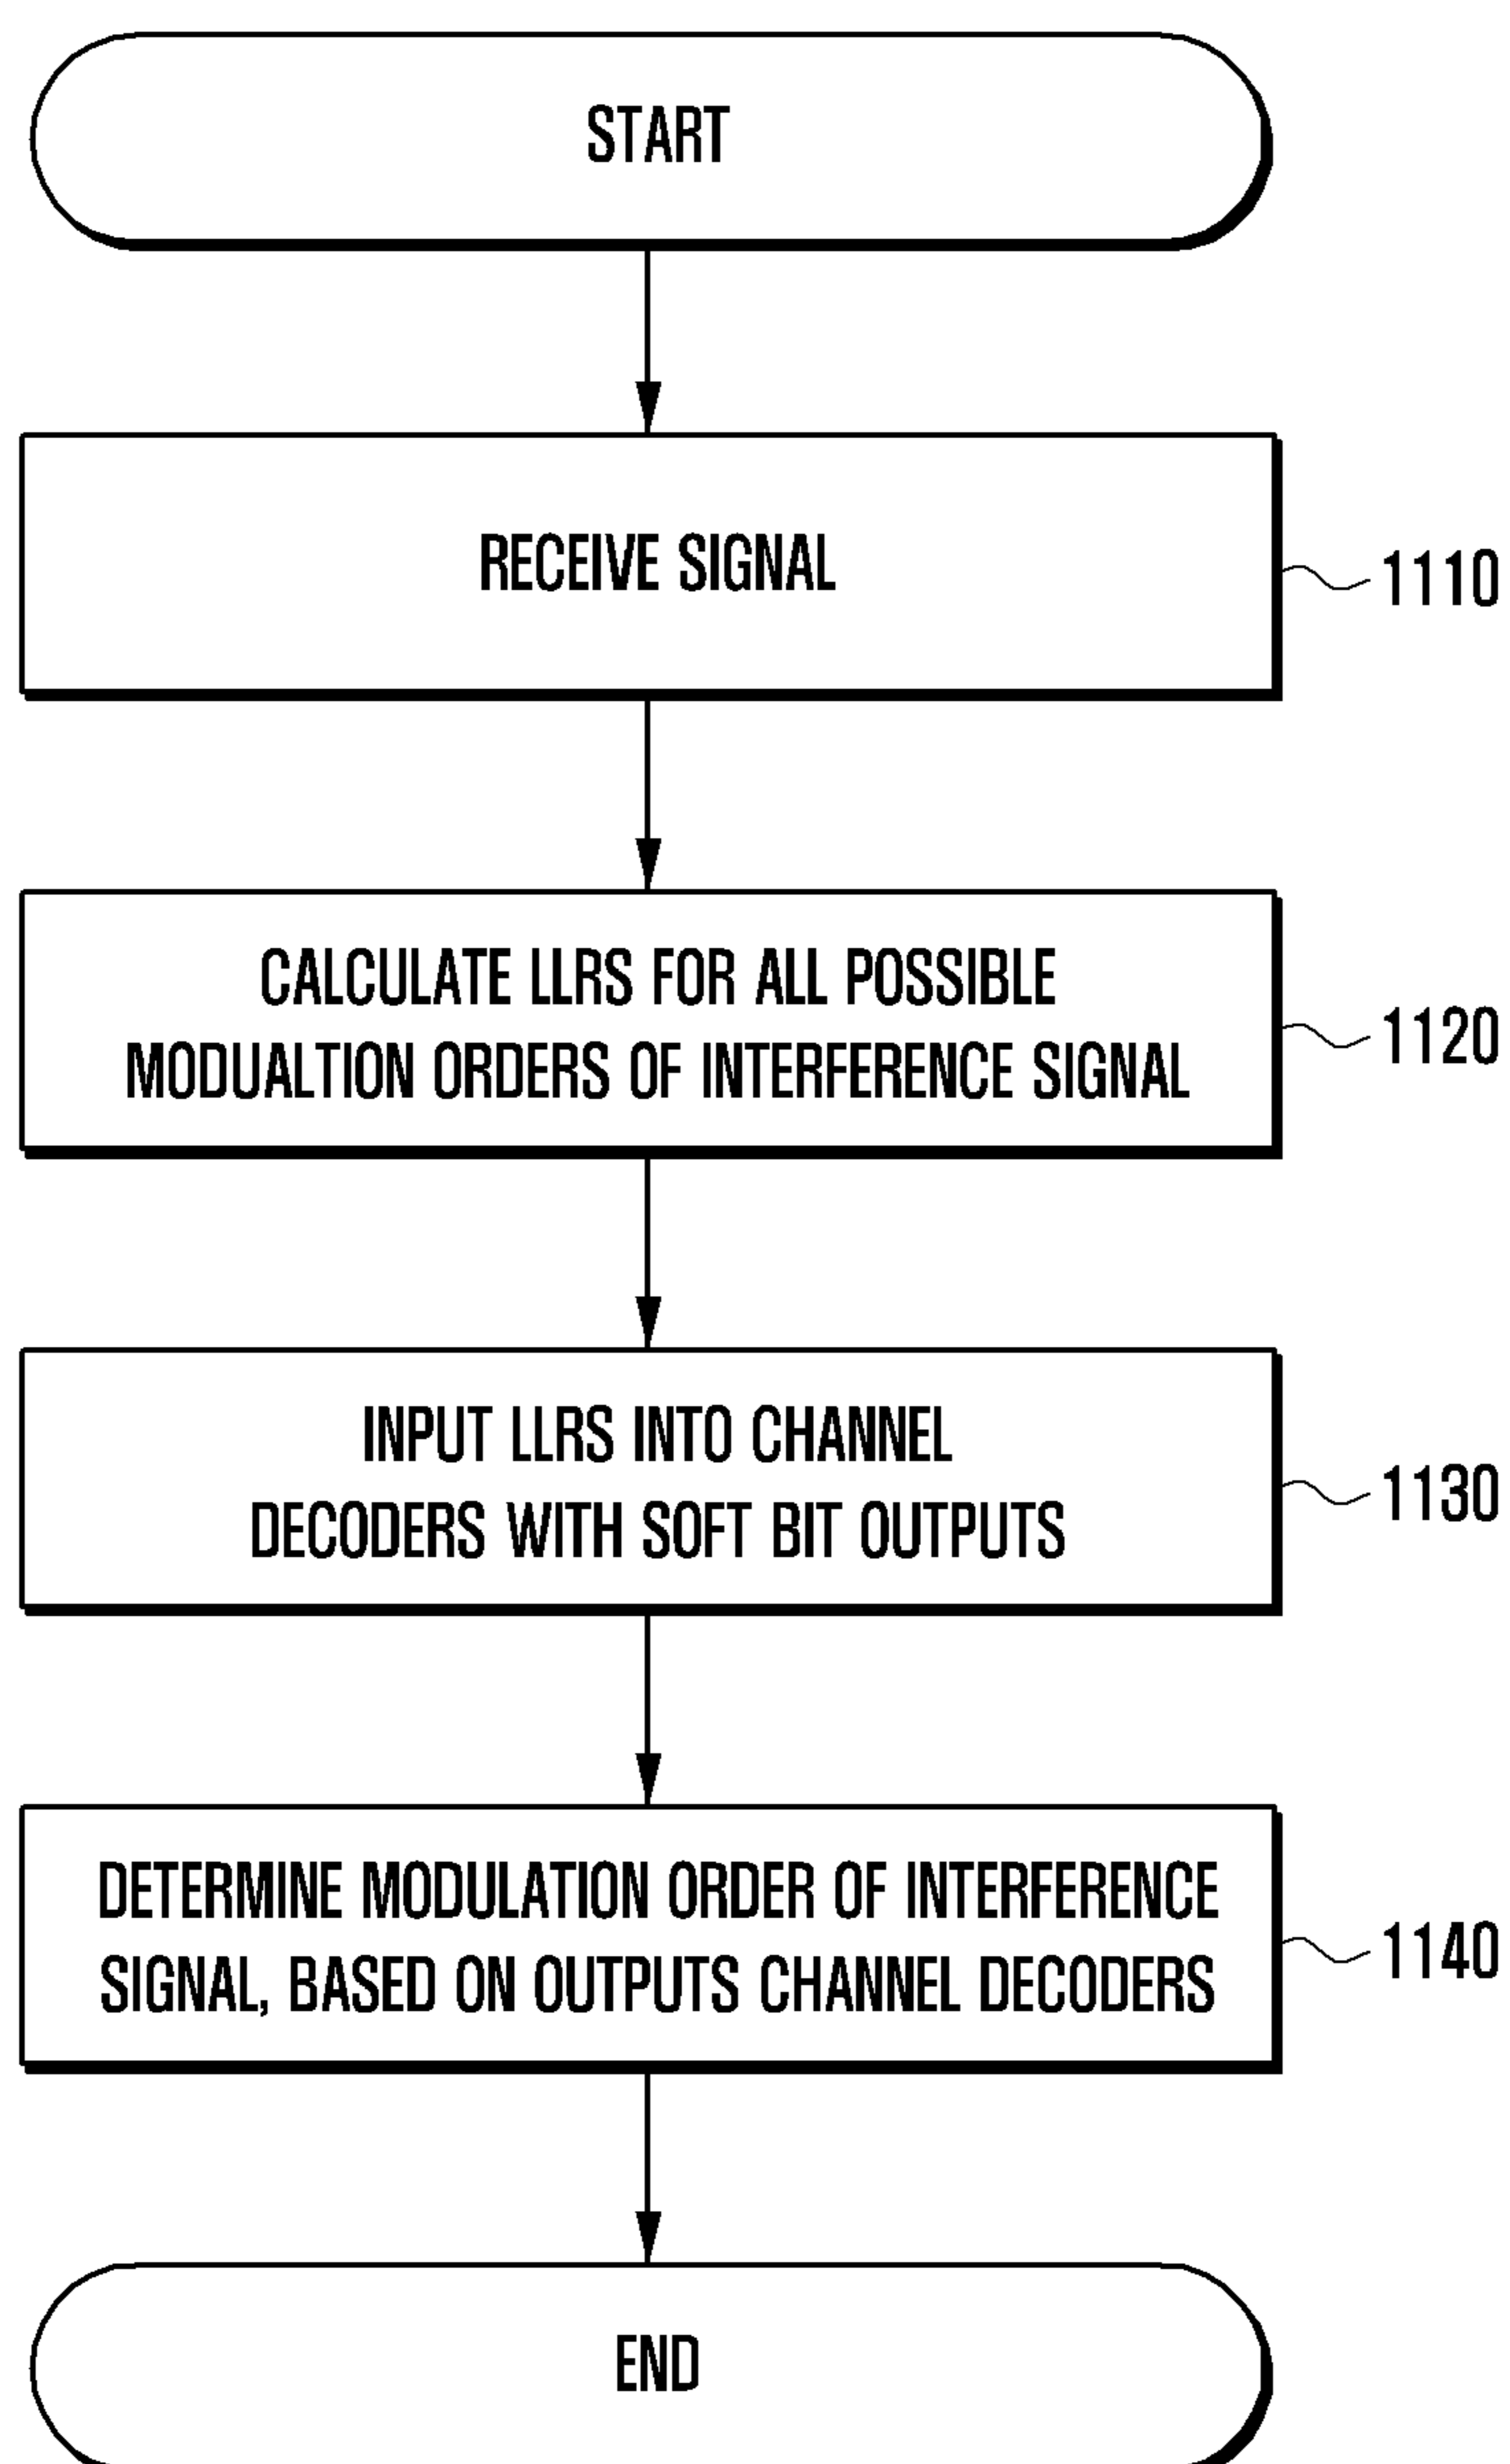 START
RECEIVE SIGNAL
1110
CALCULATE LLRS FOR ALL POSSIBLE
MODUALTION ORDERS OF INTERFERENCE SIGNAL
1120
INPUT LLRS INTO CHANNEL
DECODERS WITH SOFT BIT OUTPUTS
1130
DETERMINE MODULATION ORDER OF INTERFERENCE
SIGNAL, BASED ON OUTPUTS CHANNEL DECODERS
1140
END